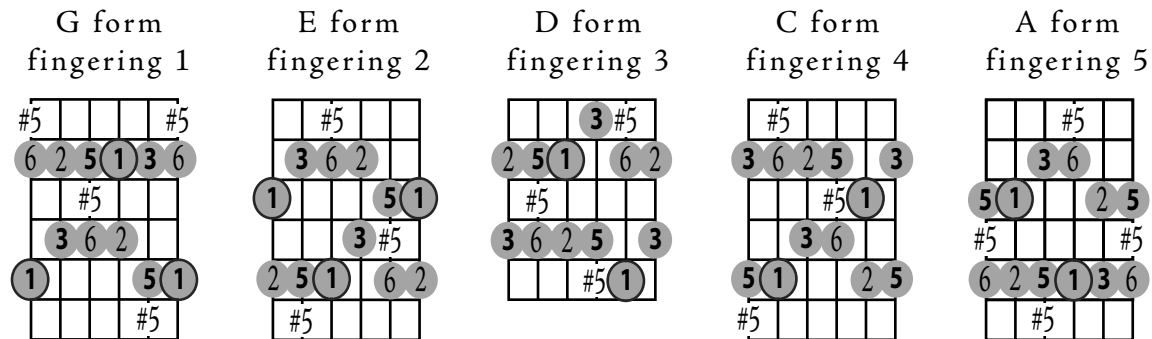 G form
fingering 1
#5 #5
6 2 5 1 3 6
#5
3 6 2
1 5 1
#5
E form
fingering 2
#5
3 6 2
1 5 1
3 #5
2 5 1 6 2
#5
D form
fingering 3
3 #5
2 5 1 6 2
#5
3 6 2 5 3
#5 1
C form
fingering 4
#5
3 6 2 5 3
#5 1
3 6
5 1 2 5
#5
A form
fingering 5
#5
3 6
5 1 2 5
#5 #5
6 2 5 1 3 6
#5